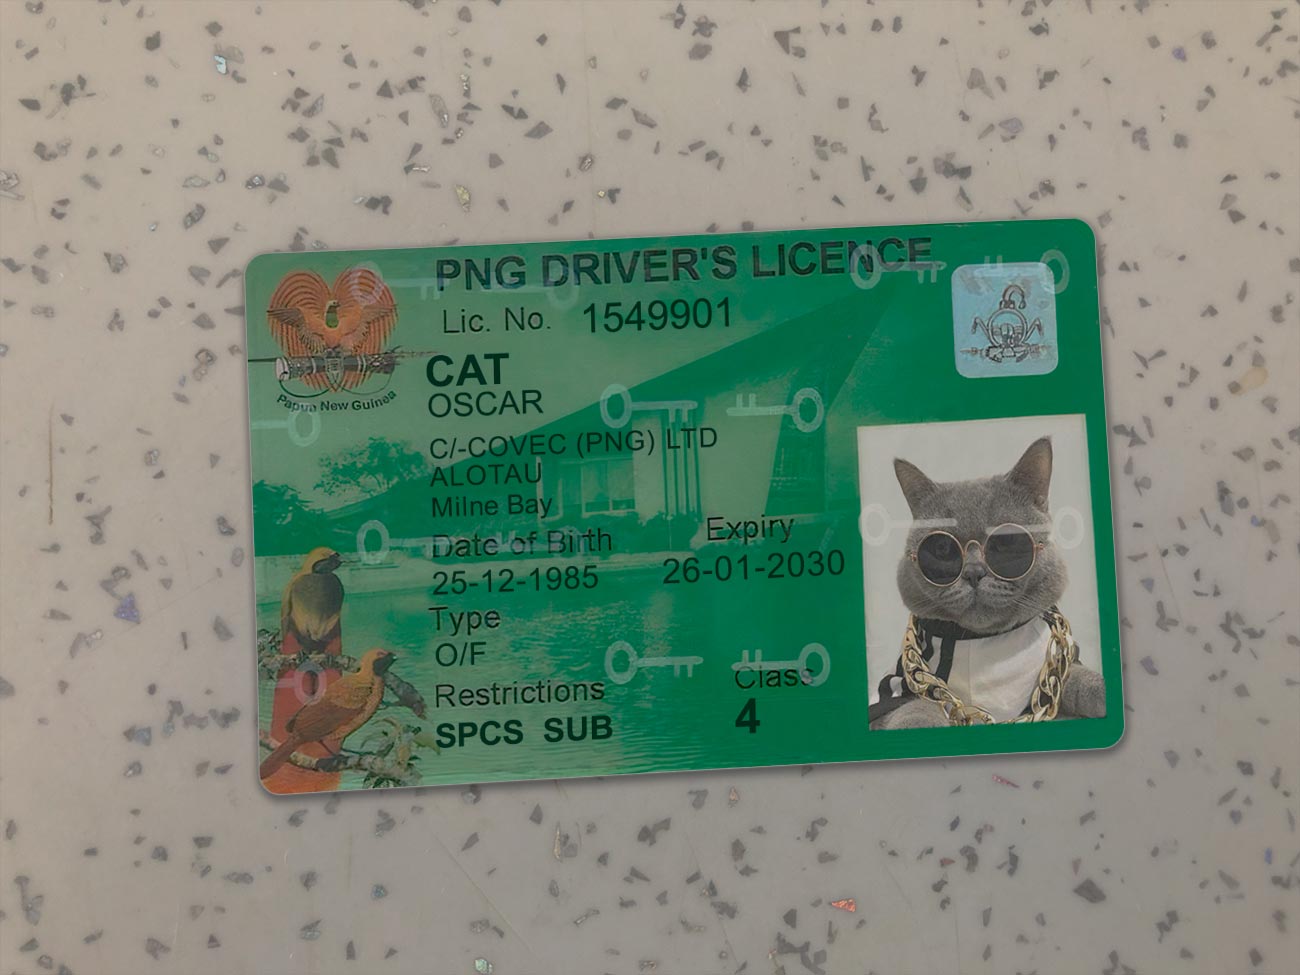 PNG DRIVER'S LICENCE
Lic. No. 1549901
Papua New Guinea
CAT
OSCAR
C/-COVEC (PNG) LTD
ALOTAU
Milne Bay
Date of Birth Expiry
25-12-1985 26-01-2030
Type
O/F
Restrictions Class
SPCS SUB 4